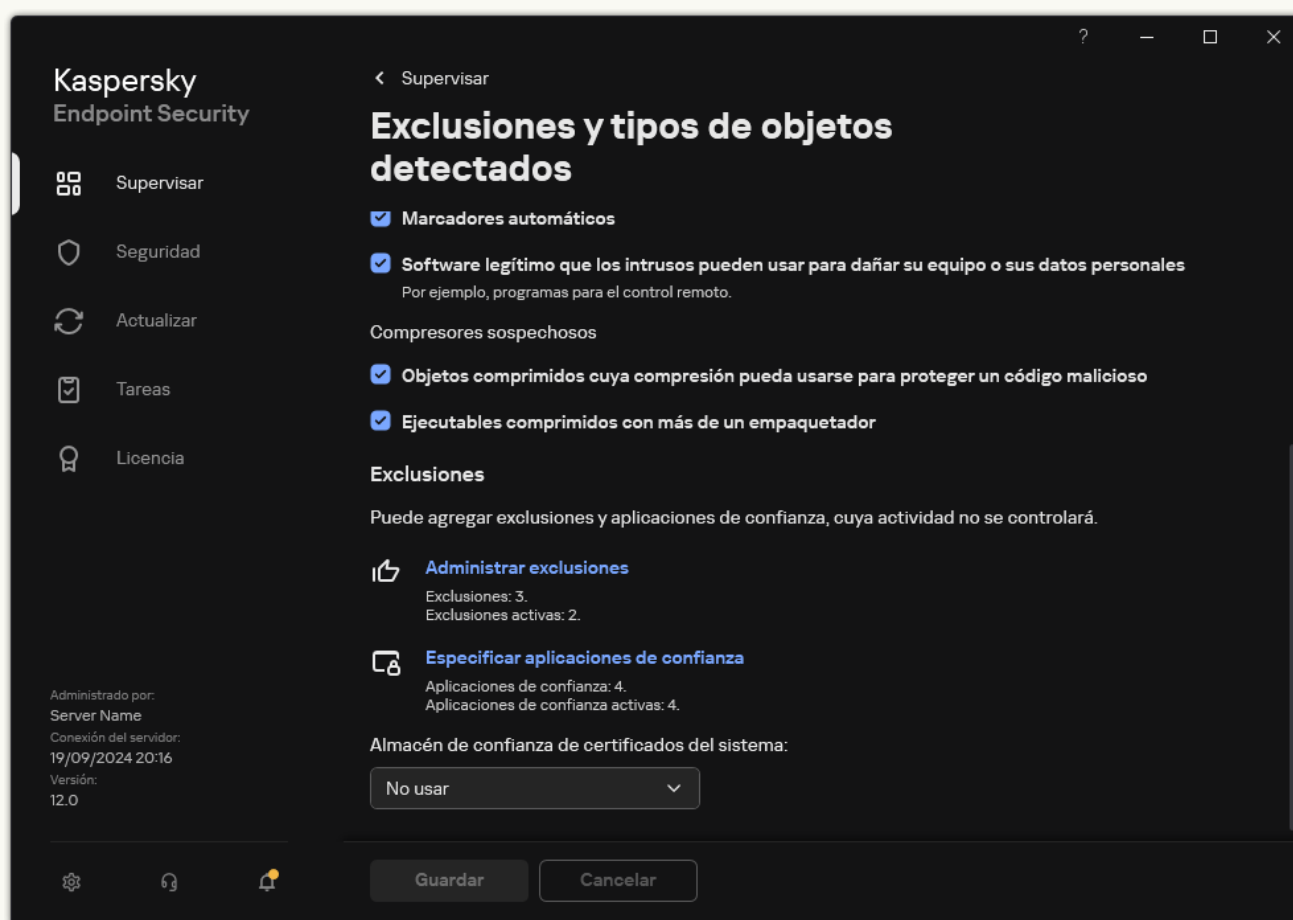 ?
Kaspersky
Endpoint Security
Supervisar
Seguridad
Actualizar
Tareas
Licencia
Administrado por:
Server Name
Conexión del servidor:
19/09/2024 20:16
Versión:
12.0
Supervisar
Exclusiones y tipos de objetos
detectados
Marcadores automáticos
Software legítimo que los intrusos pueden usar para dañar su equipo o sus datos personales
Por ejemplo, programas para el control remoto.
Compresores sospechosos
Objetos comprimidos cuya compresión pueda usarse para proteger un código malicioso
Ejecutables comprimidos con más de un empaquetador
Exclusiones
Puede agregar exclusiones y aplicaciones de confianza, cuya actividad no se controlará.
Administrar exclusiones
Exclusiones: 3.
Exclusiones activas: 2.
Especificar aplicaciones de confianza
Aplicaciones de confianza: 4.
Aplicaciones de confianza activas: 4.
Almacén de confianza de certificados del sistema:
No usar
Guardar
Cancelar